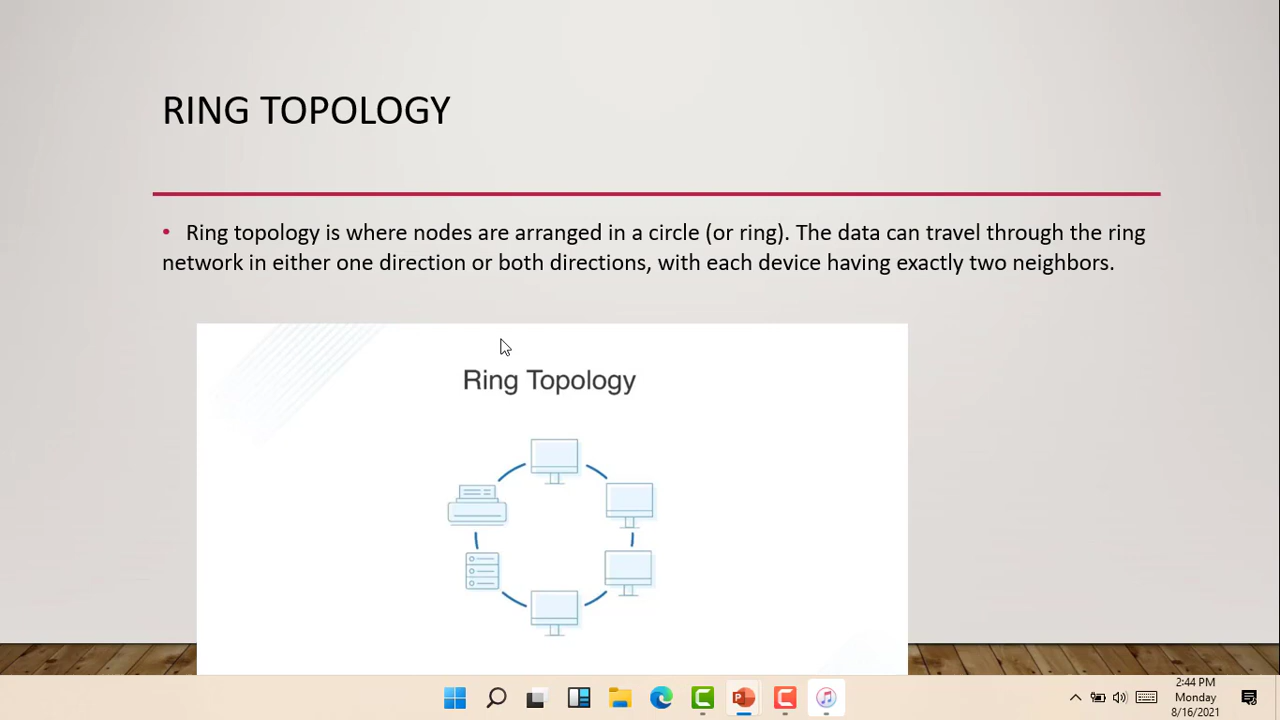 RING TOPOLOGY
• Ring topology is where nodes are arranged in a circle (or ring). The data can travel through the ring
network in either one direction or both directions, with each device having exactly two neighbors.
Ring Topology
2:44 PM
Monday
8/16/2021